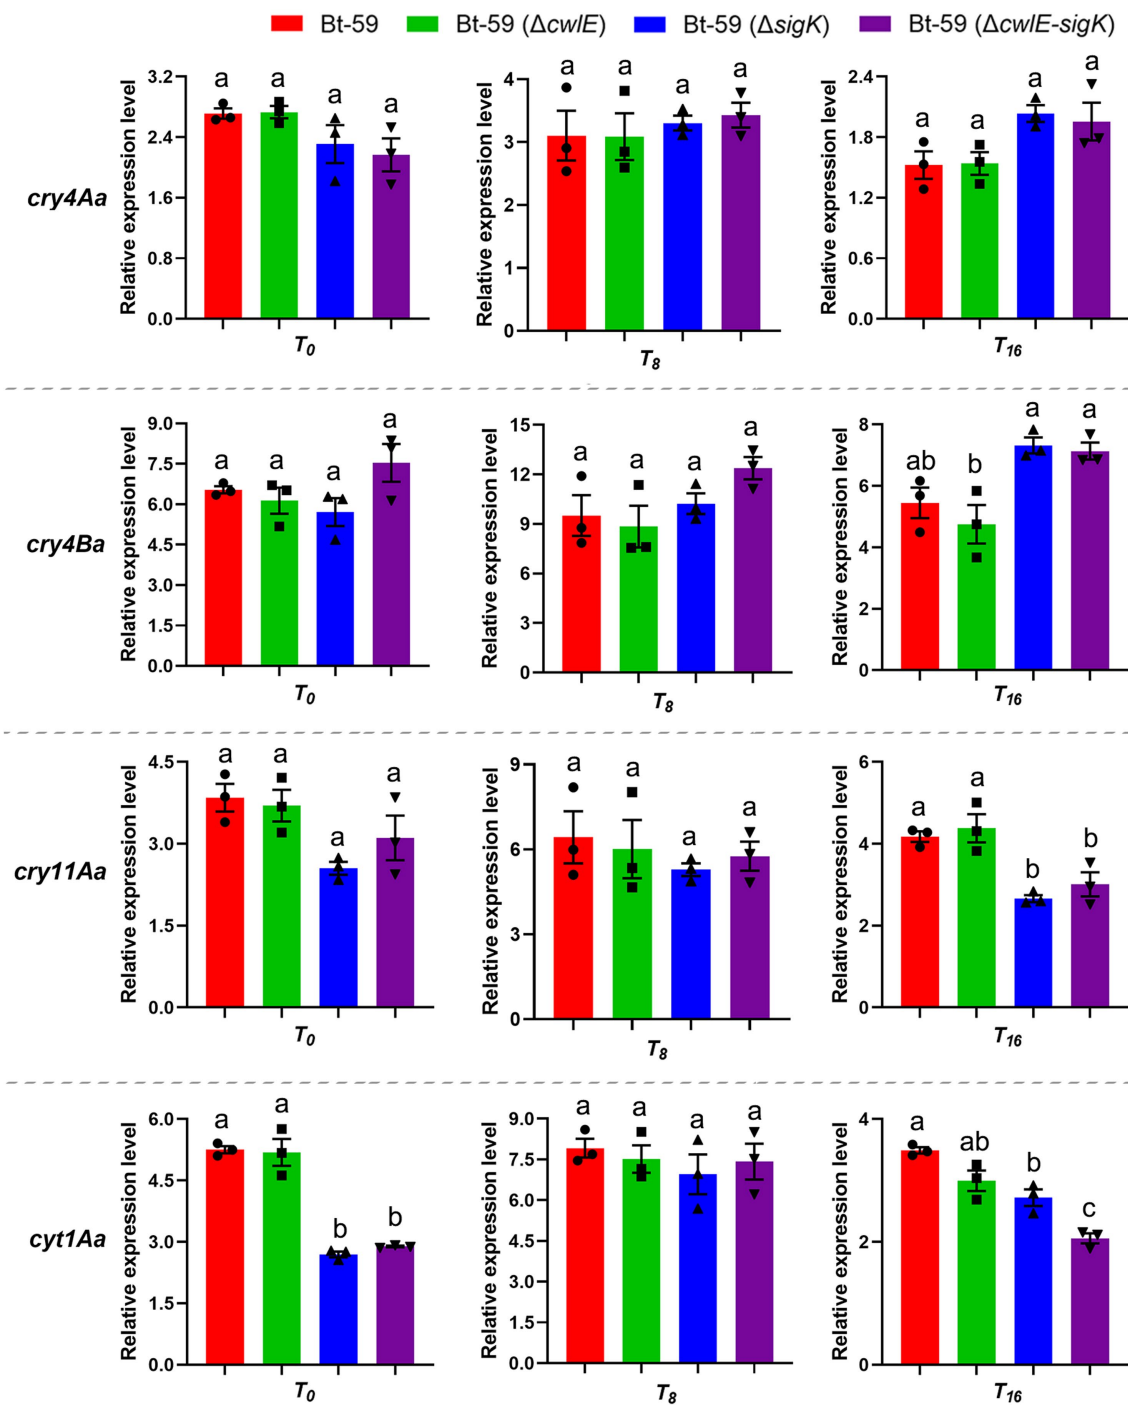 Bt-59 Bt-59 (ΔcwlE) Bt-59 (ΔsigK) Bt-59 (ΔcwlE-sigK)
cry4Aa
Relative expression level
3.2
2.4
1.6
0.8
0.0
a a a a
T0
Relative expression level
4
3
2
1
0
a a a a
T8
Relative expression level
2.4
1.8
1.2
0.6
0.0
a a a a
T16
cry4Ba
Relative expression level
9.0
7.5
6.0
4.5
3.0
1.5
0.0
a a a a
T0
Relative expression level
15
12
9
6
3
0
a a a a
T8
Relative expression level
8
6
4
2
0
ab b a a
T16
cry11Aa
Relative expression level
4.5
3.0
1.5
0.0
a a a a
T0
Relative expression level
9
6
3
0
a a a a
T8
Relative expression level
6
4
2
0
a a b b
T16
cyt1Aa
Relative expression level
6.0
4.5
3.0
1.5
0.0
a a b b
T0
Relative expression level
9.0
7.5
6.0
4.5
3.0
1.5
0.0
a a a a
T8
Relative expression level
4
2
0
a ab b c
T16